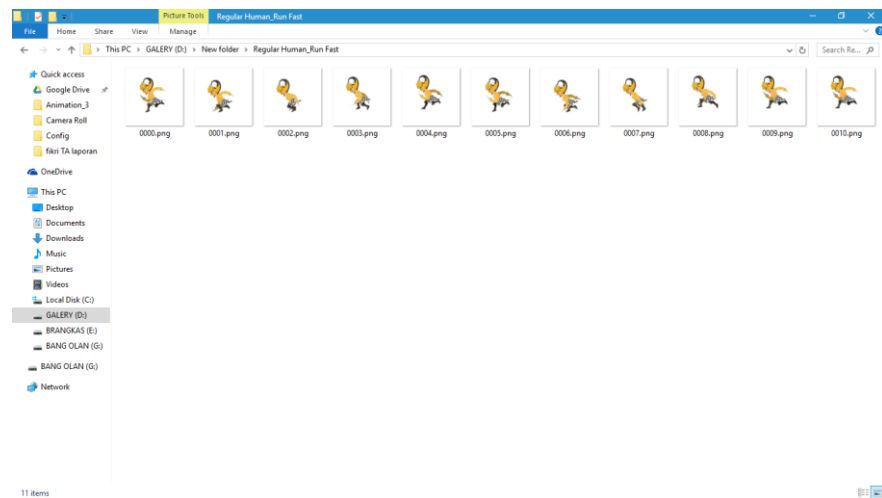 Picture Tools Regular Human_Run Fast
File Home Share View Manage
This PC › GALERY (D:) › New folder › Regular Human_Run Fast
Search Re...
Quick access
Google Drive
Animation_3
Camera Roll
Config
fikri TA laporan
OneDrive
This PC
Desktop
Documents
Downloads
Music
Pictures
Videos
Local Disk (C:)
GALERY (D:)
BRANGKAS (E:)
BANG OLAN (G:)
BANG OLAN (G:)
Network
0000.png 0001.png 0002.png 0003.png 0004.png 0005.png 0006.png 0007.png 0008.png 0009.png 0010.png
11 items